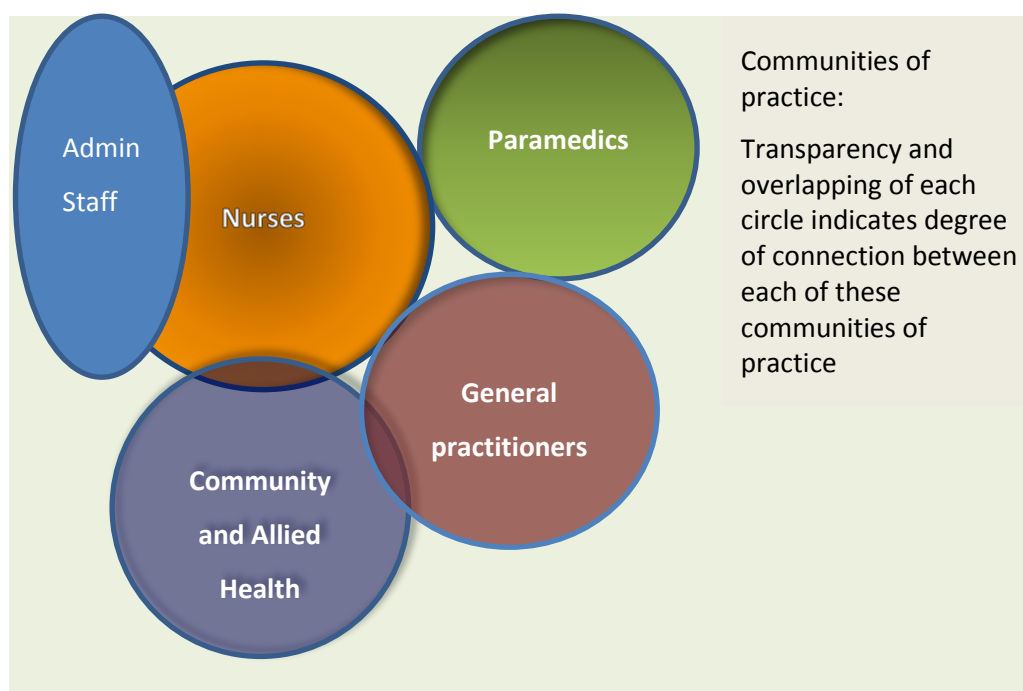 Admin
Staff
Nurses
Paramedics
General
practitioners
Community
and Allied
Health
Communities of
practice:
Transparency and
overlapping of each
circle indicates degree
of connection between
each of these
communities of
practice